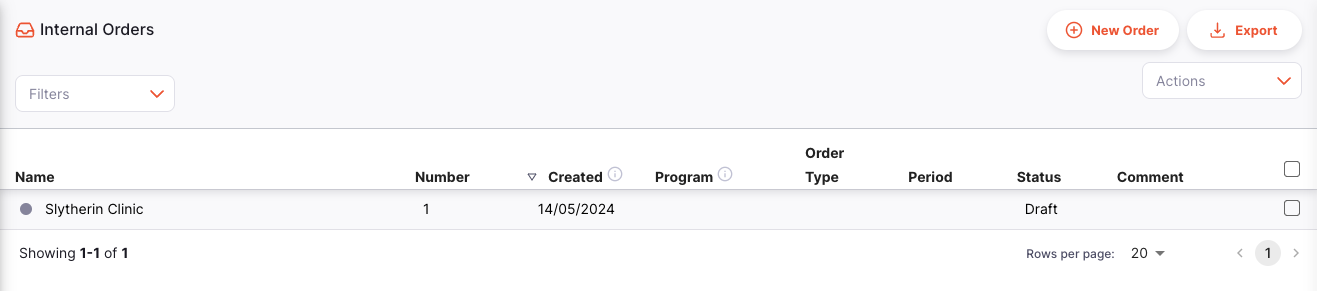 Internal Orders
New Order
Export
Filters
Actions
Name Number Created Program Order Type Period Status Comment
Slytherin Clinic 1 14/05/2024 Draft
Showing 1-1 of 1 Rows per page: 20 1